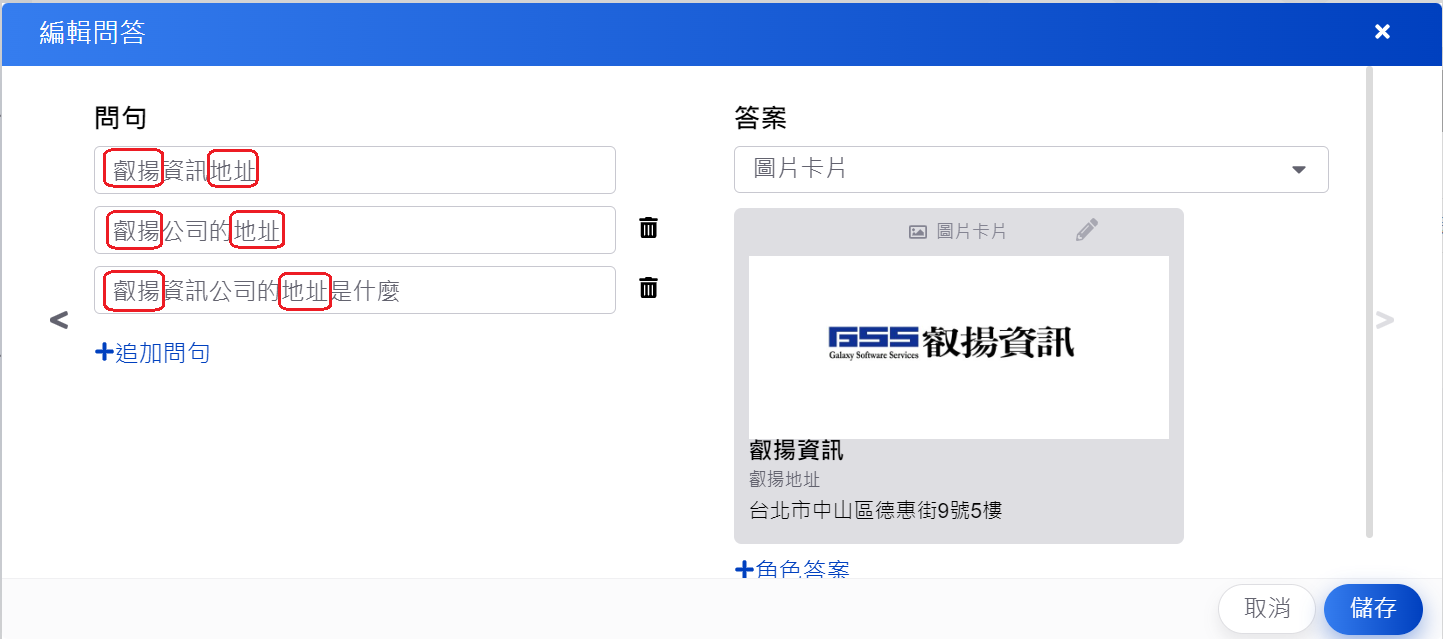 編輯問答
問句
叡揚資訊地址
叡揚公司的地址
叡揚資訊公司的地址是什麼
追加問句
答案
圖片卡片
圖片卡片
GSS 叡揚資訊
Galaxy Software Services
叡揚資訊
叡揚地址
台北市中山區德惠街9號5樓
角色答案
取消
儲存